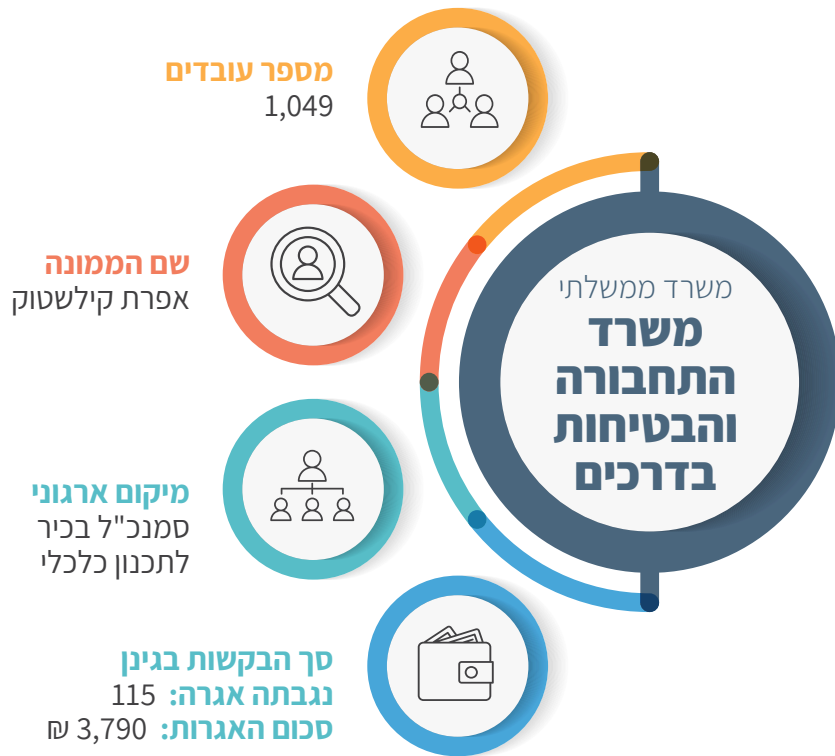 משרד ממשלתי
משרד
התחבורה
והבטיחות
בדרכים
מספר עובדים
1,049
שם הממונה
אפרת קילשטוק
מיקום ארגוני
סמנכ"ל בכיר
לתכנון כלכלי
סך הבקשות בגינן
נגבתה אגרה: 115
סכום האגרות: 3,790 ₪